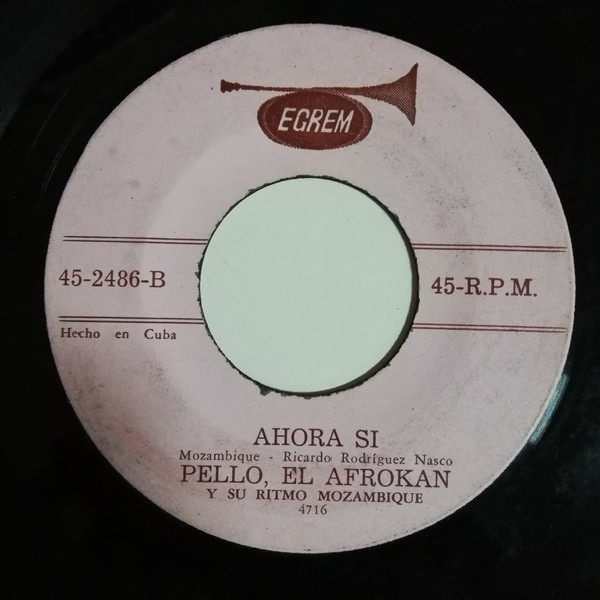 EGREM
45-2486-B
45-R.P.M.
Hecho en Cuba
AHORA SI
Mozambique - Ricardo Rodríguez Nasco
PELLO, EL AFROKAN
Y SU RITMO MOZAMBIQUE
4716